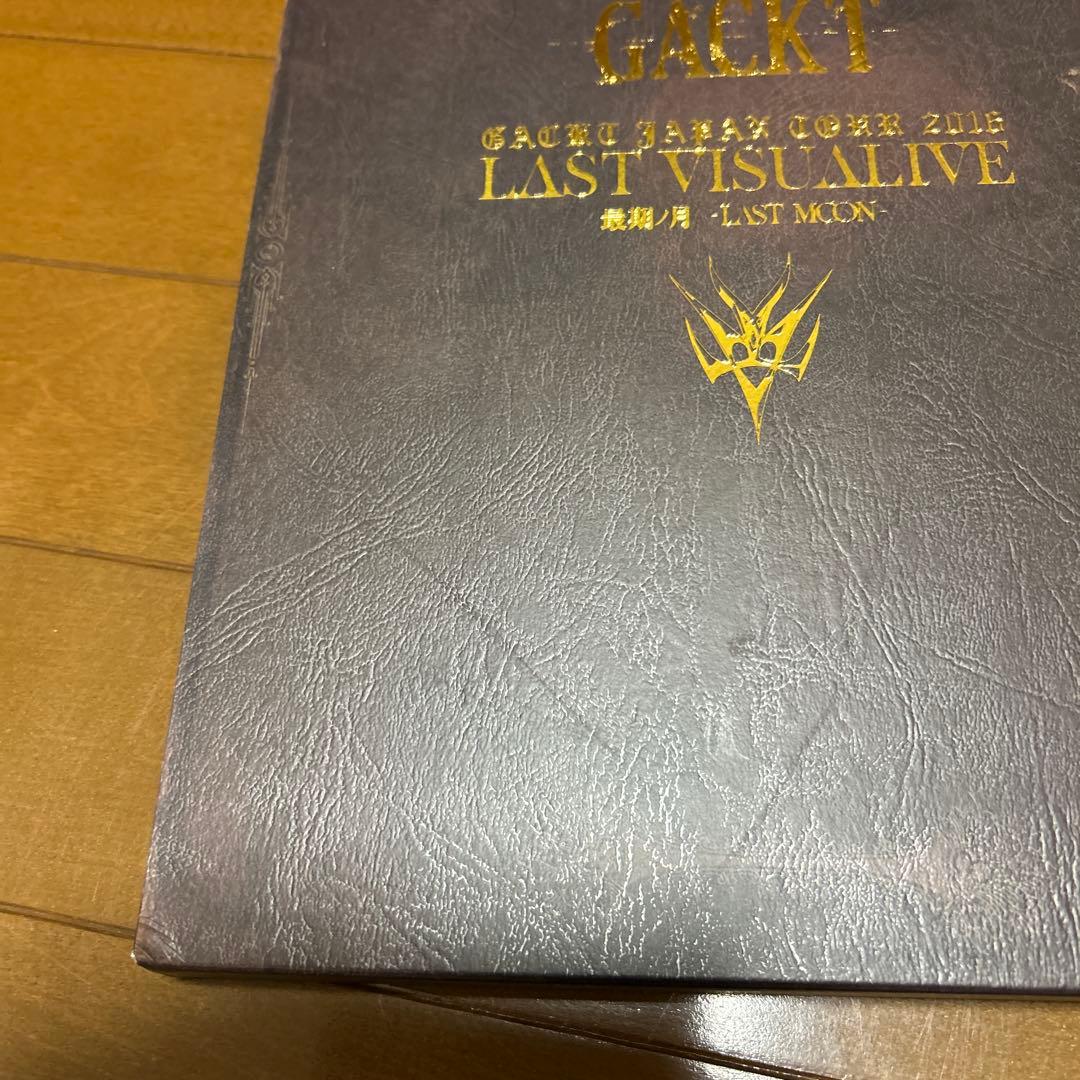 GACKT
GACKT JAPAN TOUR 2016
LAST VISUALIVE
最期ノ月 -LAST MOON-